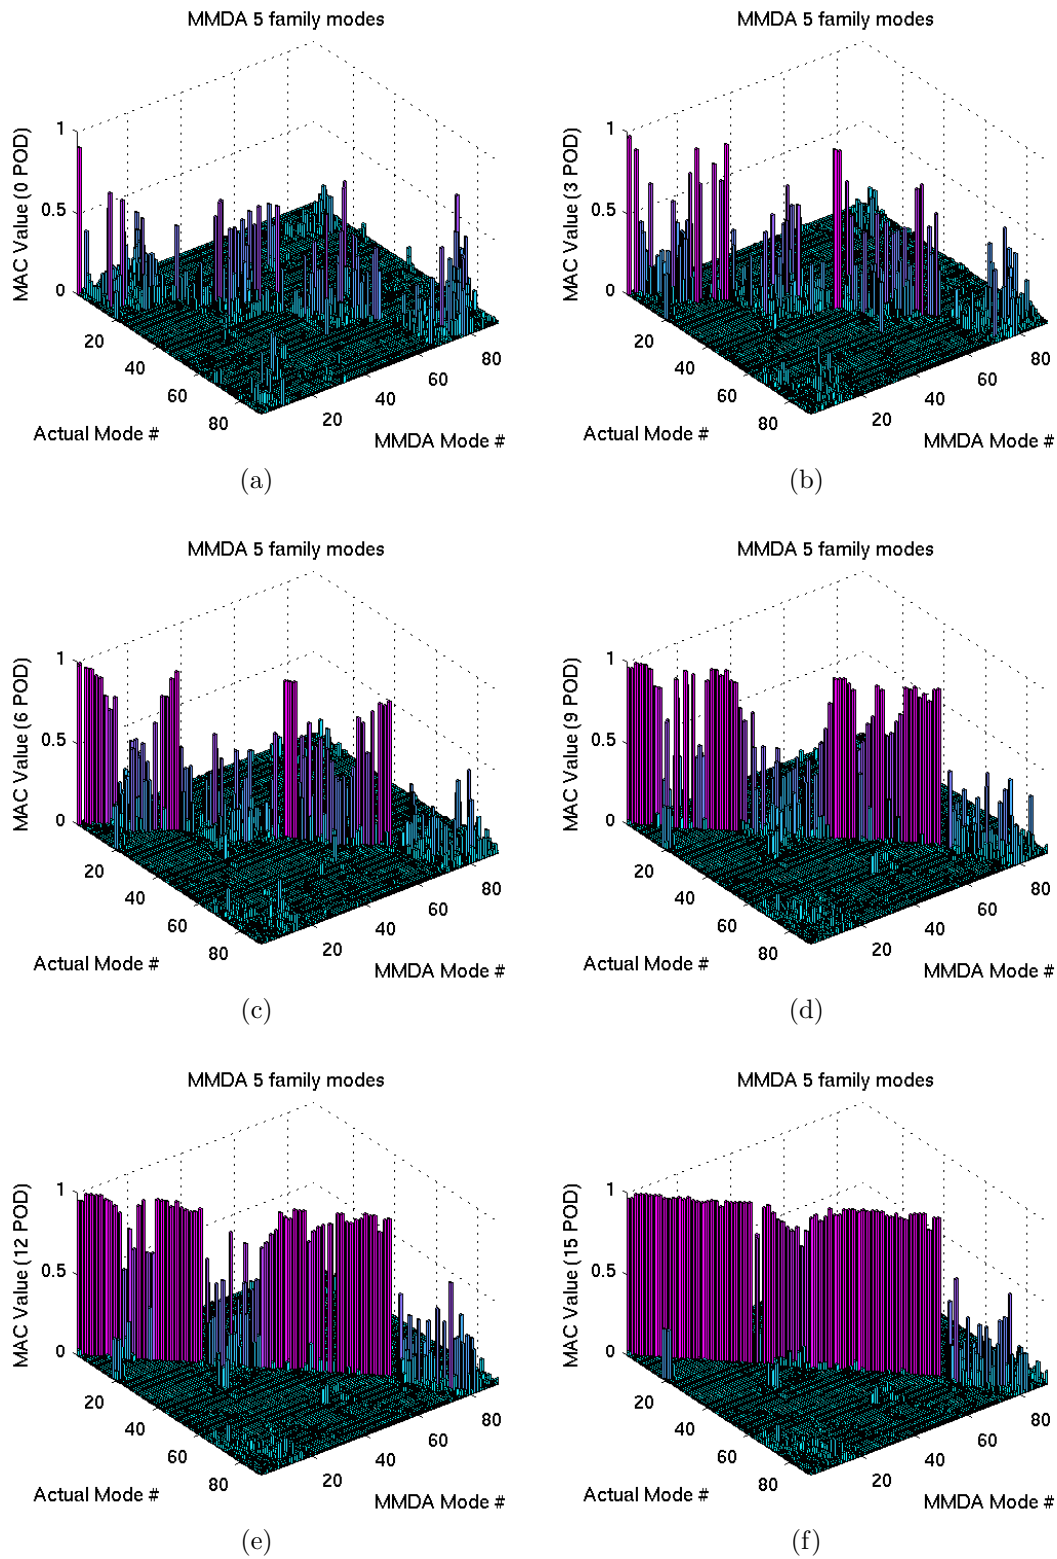 MMDA 5 family modes
MMDA 5 family modes
MAC Value (0 POD)
1
0.5
0
20
40
60
80
Actual Mode #
20
40
60
80
MMDA Mode #
MAC Value (3 POD)
1
0.5
0
20
40
60
80
Actual Mode #
20
40
60
80
MMDA Mode #
(a)
(b)
MMDA 5 family modes
MMDA 5 family modes
MAC Value (6 POD)
1
0.5
0
20
40
60
80
Actual Mode #
20
40
60
80
MMDA Mode #
MAC Value (9 POD)
1
0.5
0
20
40
60
80
Actual Mode #
20
40
60
80
MMDA Mode #
(c)
(d)
MMDA 5 family modes
MMDA 5 family modes
MAC Value (12 POD)
1
0.5
0
20
40
60
80
Actual Mode #
20
40
60
80
MMDA Mode #
MAC Value (15 POD)
1
0.5
0
20
40
60
80
Actual Mode #
20
40
60
80
MMDA Mode #
(e)
(f)